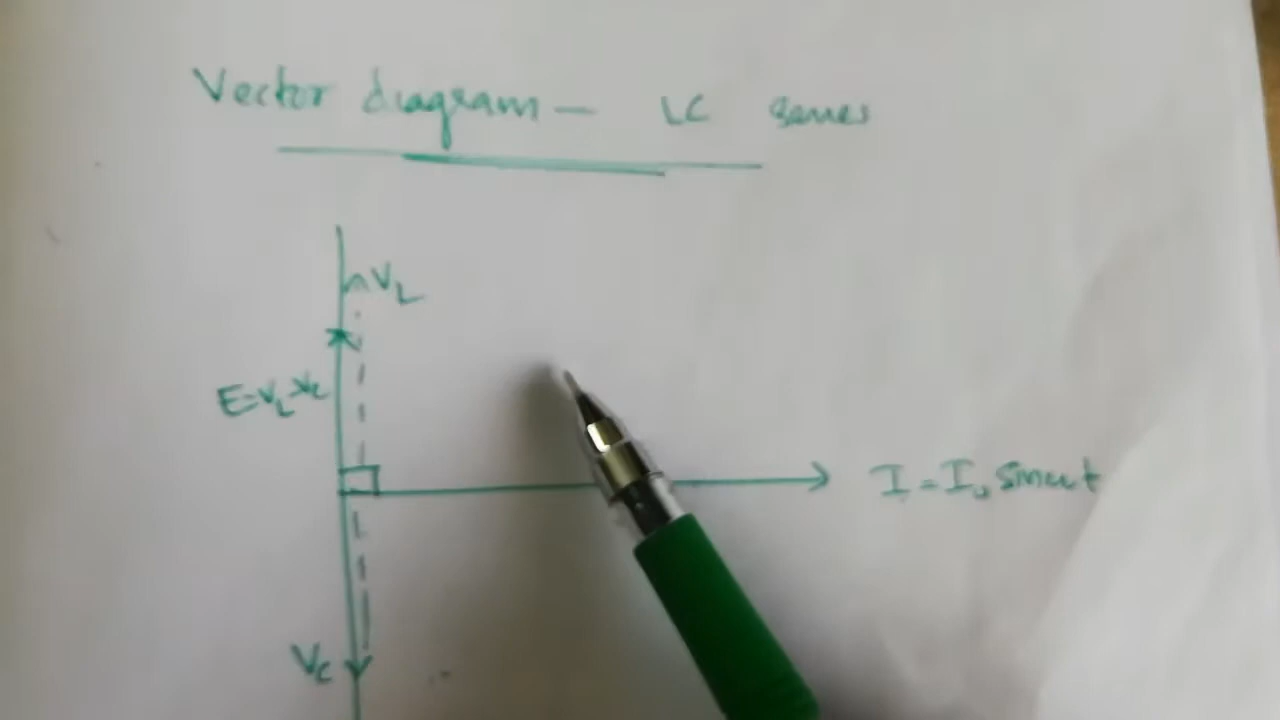 Vector diagram — LC series
VL
E=VL-VC
I = I₀ sinωt
VC